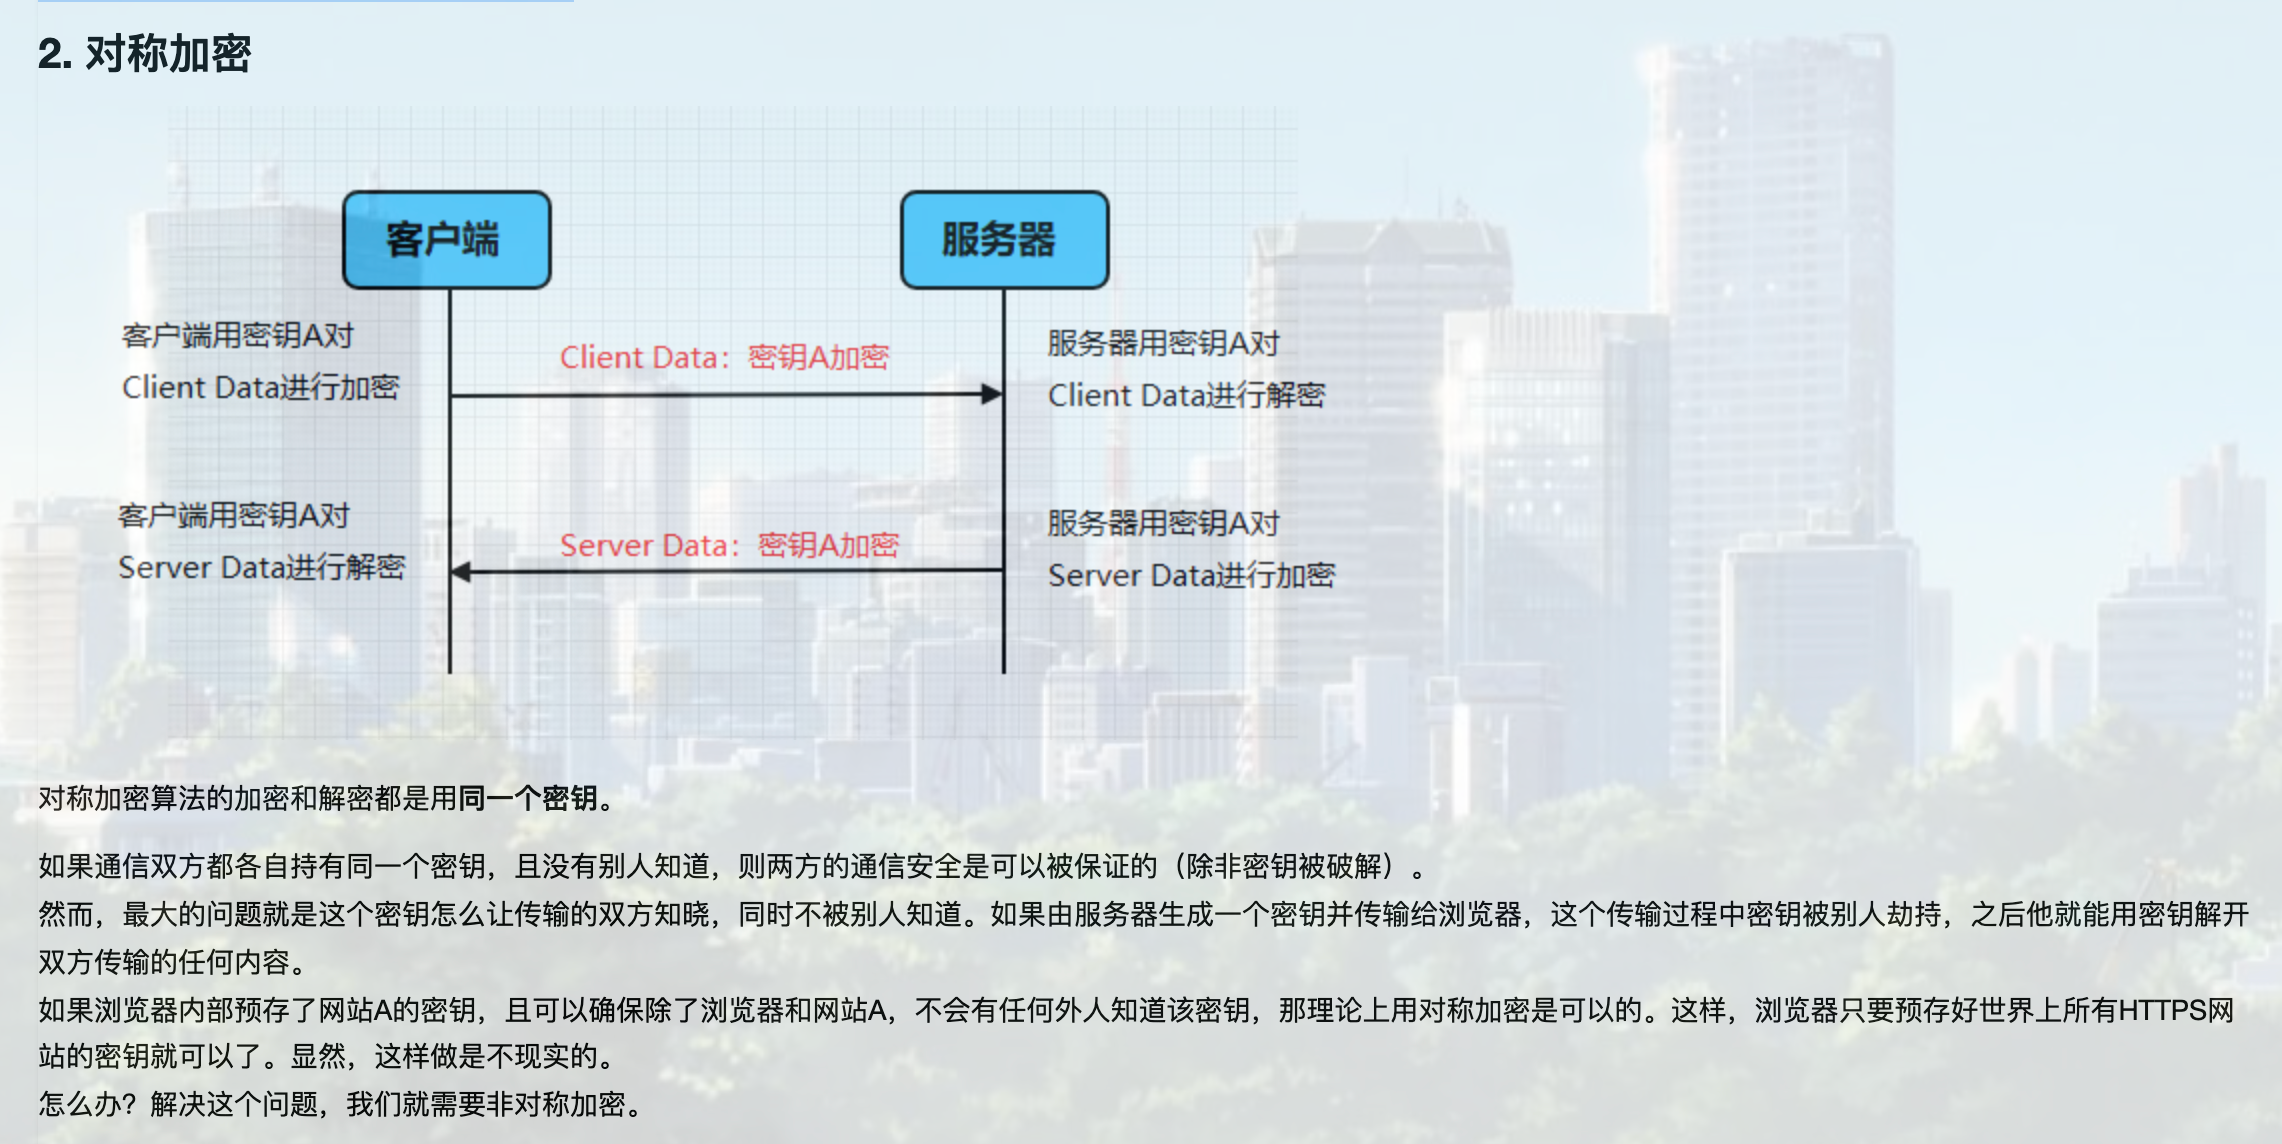 2. 对称加密
客户端
服务器
客户端用密钥A对
Client Data进行加密
Client Data：密钥A加密
服务器用密钥A对
Client Data进行解密
客户端用密钥A对
Server Data进行解密
Server Data：密钥A加密
服务器用密钥A对
Server Data进行加密
对称加密算法的加密和解密都是用同一个密钥。
如果通信双方都各自持有同一个密钥，且没有别人知道，则两方的通信安全是可以被保证的（除非密钥被破解）。
然而，最大的问题就是这个密钥怎么让传输的双方知晓，同时不被别人知道。如果由服务器生成一个密钥并传输给浏览器，这个传输过程中密钥被别人劫持，之后他就能用密钥解开
双方传输的任何内容。
如果浏览器内部预存了网站A的密钥，且可以确保除了浏览器和网站A，不会有任何外人知道该密钥，那理论上用对称加密是可以的。这样，浏览器只要预存好世界上所有HTTPS网
站的密钥就可以了。显然，这样做是不现实的。
怎么办？解决这个问题，我们就需要非对称加密。